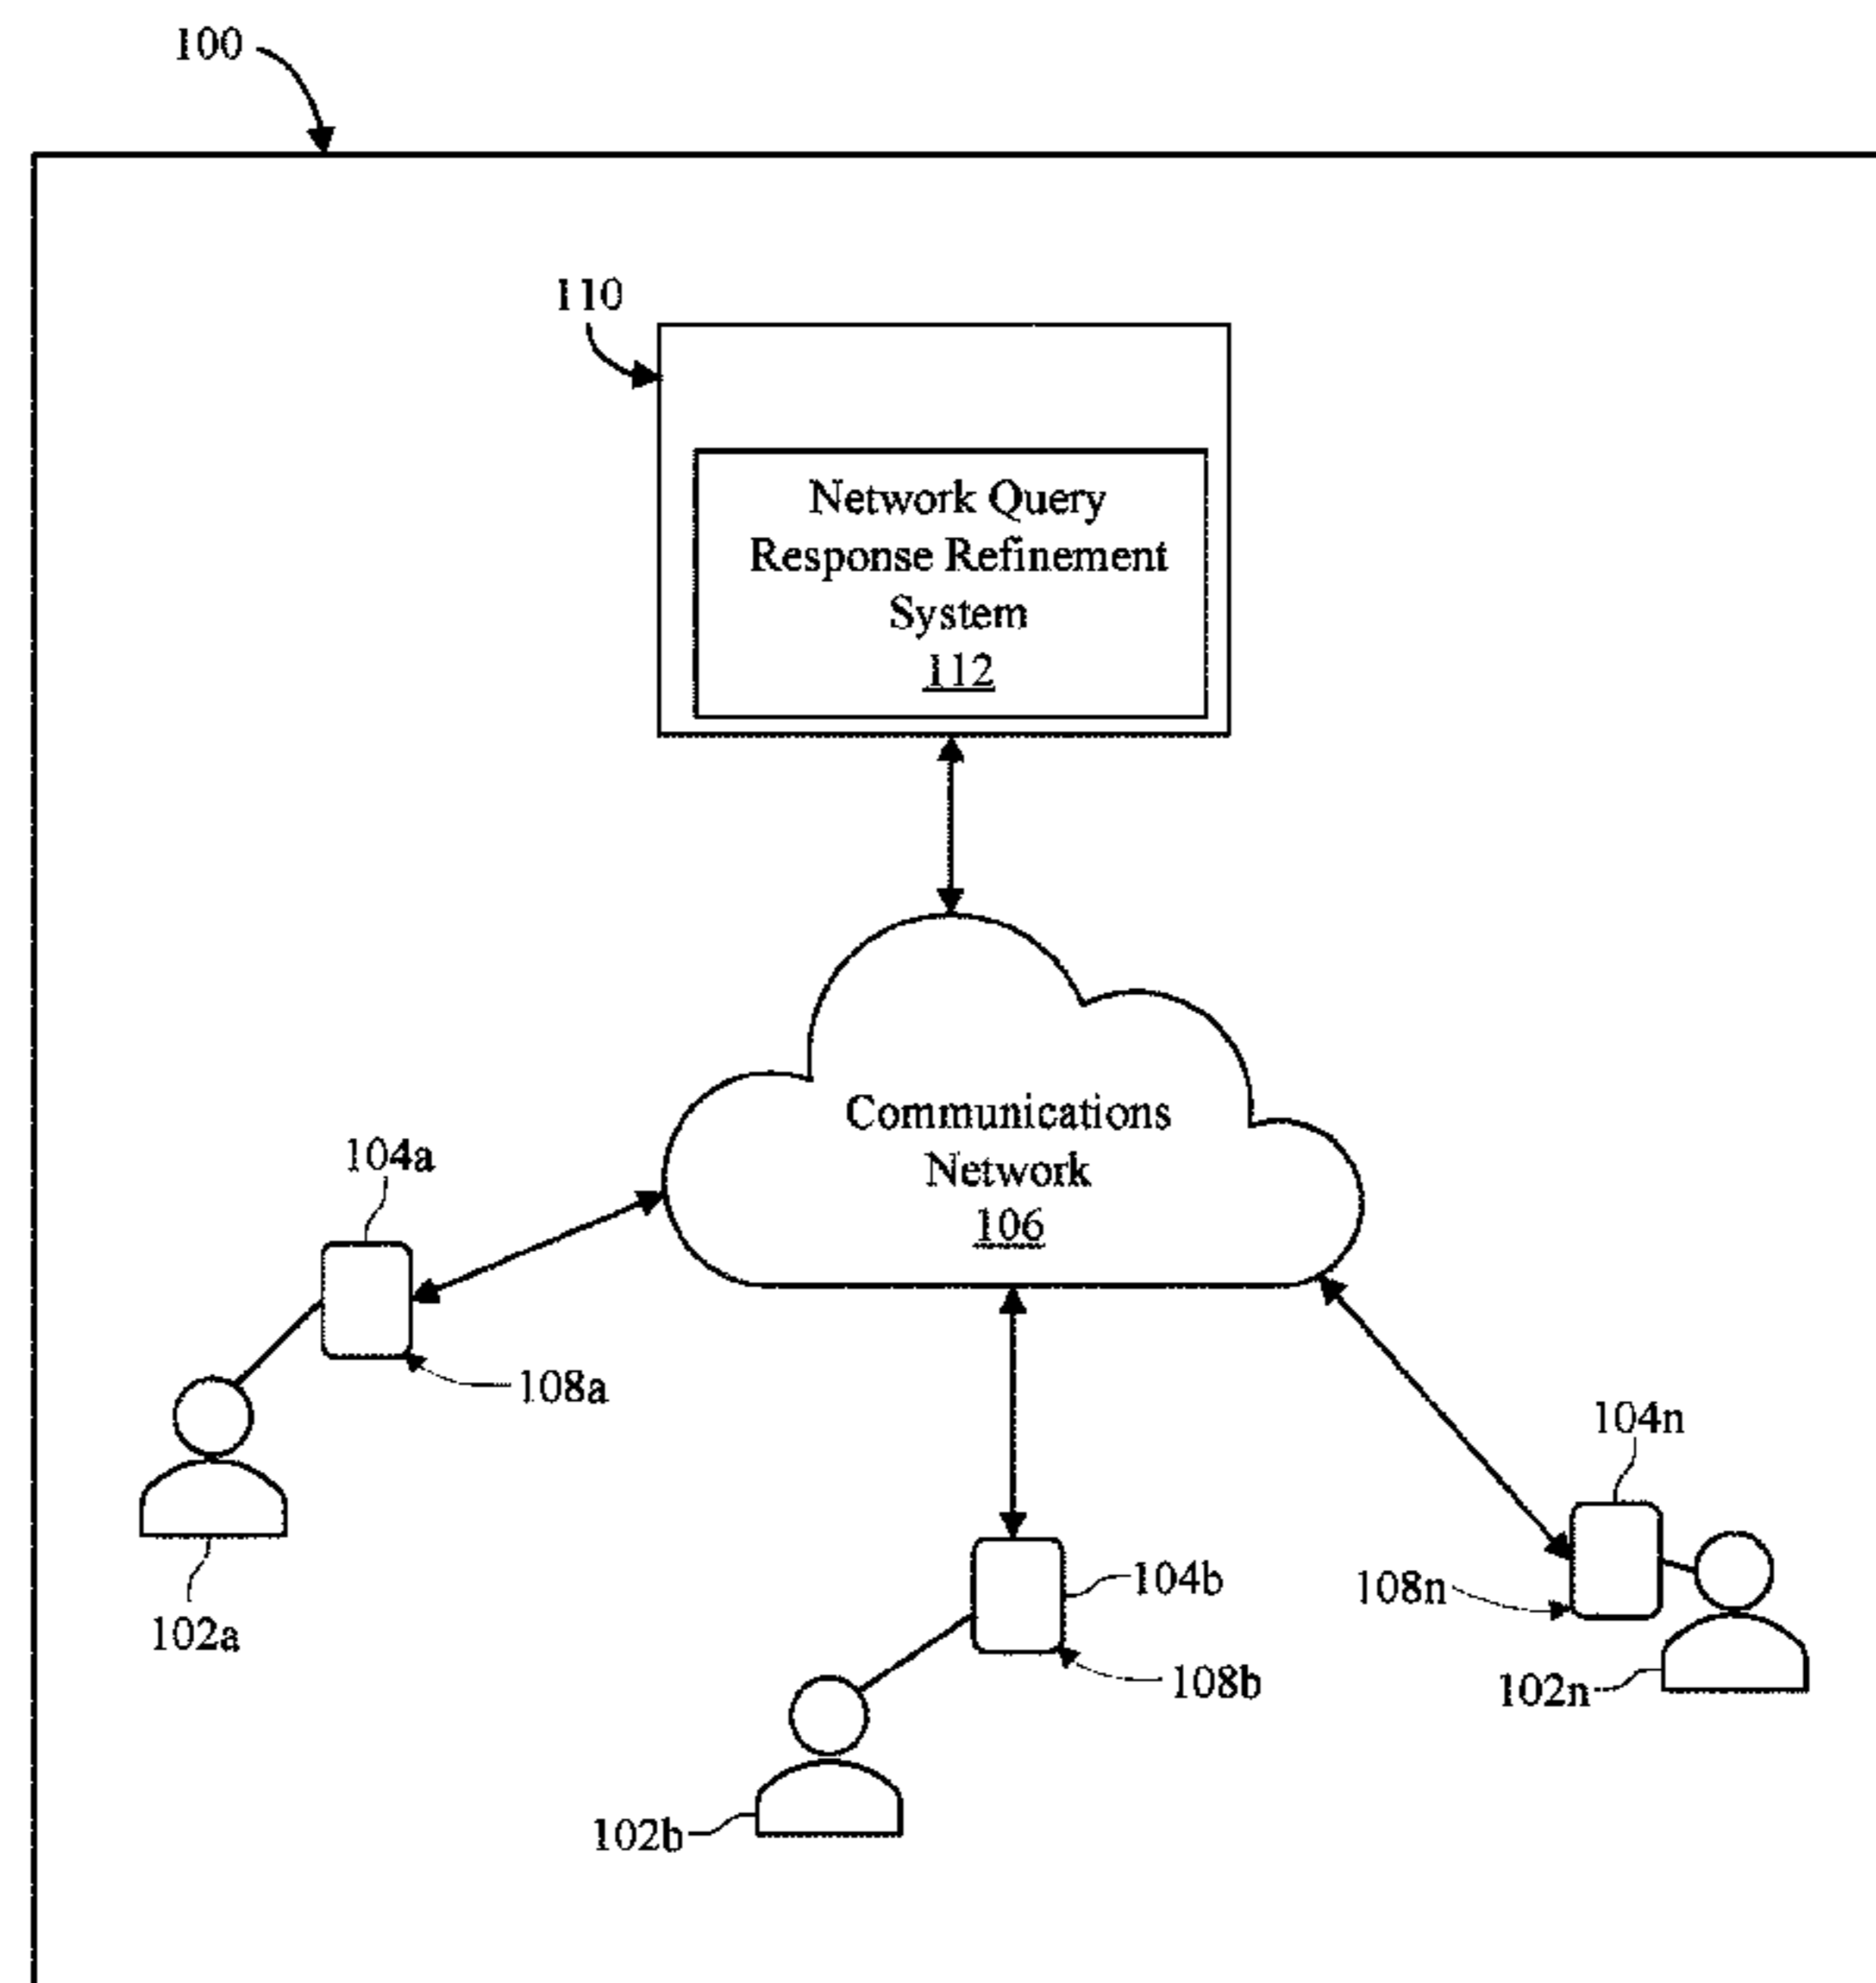 100
110
Network Query
Response Refinement
System
112
Communications
Network
106
104a
108a
102a
104n
104b
108n
108b
102n
102b